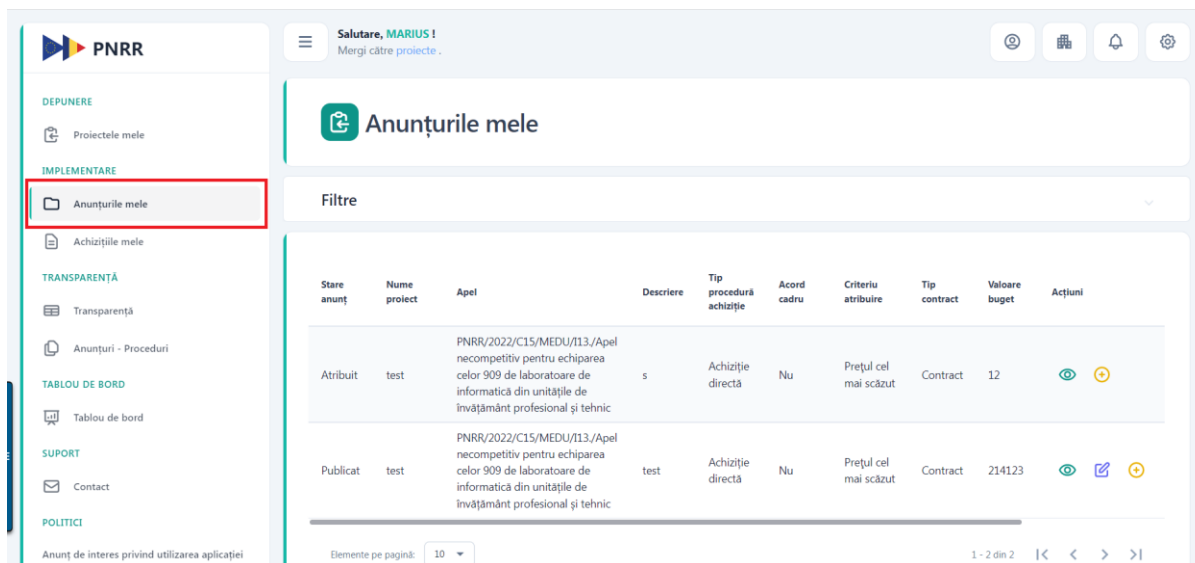 PNRR
DEPUNERE
Proiectele mele
IMPLEMENTARE
Anunțurile mele
Achizițiile mele
TRANSPARENȚĂ
Transparență
Anunțuri - Proceduri
TABLOU DE BORD
Tablou de bord
SUPORT
Contact
POLITICI
Anunț de interes privind utilizarea aplicației
Salutare, MARIUS !
Mergi către proiecte .
Anunțurile mele
Filtre
Stare anunț
Nume proiect
Apel
Descriere
Tip procedură achiziție
Acord cadru
Criteriu atribuire
Tip contract
Valoare buget
Acțiuni
Atribuit
test
PNRR/2022/C15/MEDU/I13./Apel
necompetitiv pentru echiparea
celor 909 de laboratoare de
informatică din unitățile de
învățământ profesional și tehnic
s
Achiziție
directă
Nu
Prețul cel
mai scăzut
Contract
12
Publicat
test
PNRR/2022/C15/MEDU/I13./Apel
necompetitiv pentru echiparea
celor 909 de laboratoare de
informatică din unitățile de
învățământ profesional și tehnic
test
Achiziție
directă
Nu
Prețul cel
mai scăzut
Contract
214123
Elemente pe pagină: 10
1 - 2 din 2